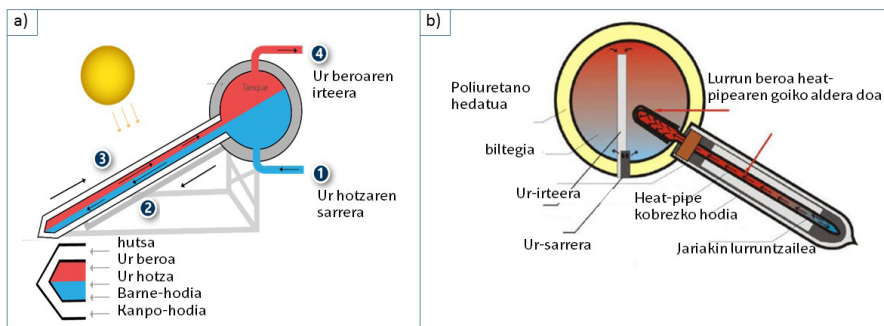 a)
4
Ur beroaren
irteera
Tanque
3
1
Ur hotzaren
sarrera
2
hutsa
Ur beroa
Ur hotza
Barne-hodia
Kanpo-hodia
b)
Poliuretano
hedatua
biltegia
Ur-irteera
Ur-sarrera
Lurrun beroa heat-
pipearen goiko aldera doa
Heat-pipe
kobrezko hodia
Jariakin lurruntzailea